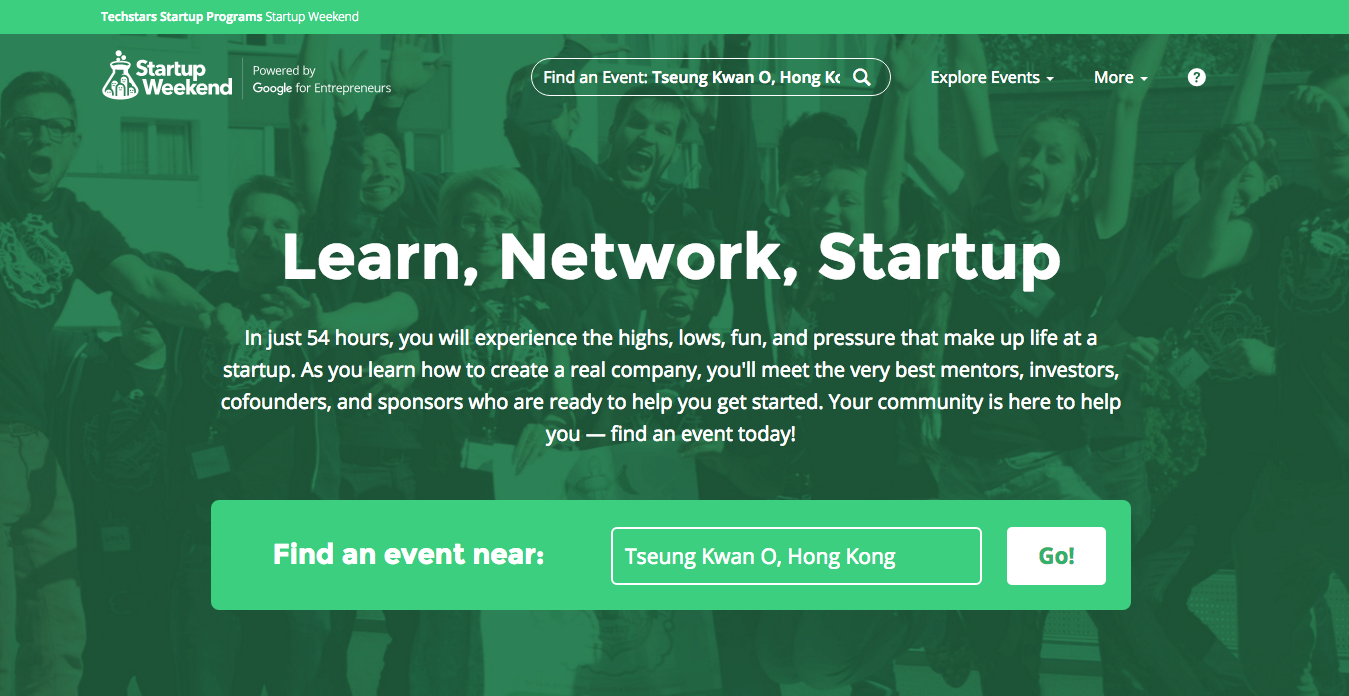 Techstars Startup Programs Startup Weekend
Startup
Weekend
Powered by
Google for Entrepreneurs
Find an Event: Tseung Kwan O, Hong Kc
Explore Events
More
?
Learn, Network, Startup
In just 54 hours, you will experience the highs, lows, fun, and pressure that make up life at a
startup. As you learn how to create a real company, you'll meet the very best mentors, investors,
cofounders, and sponsors who are ready to help you get started. Your community is here to help
you — find an event today!
Find an event near:
Tseung Kwan O, Hong Kong
Go!